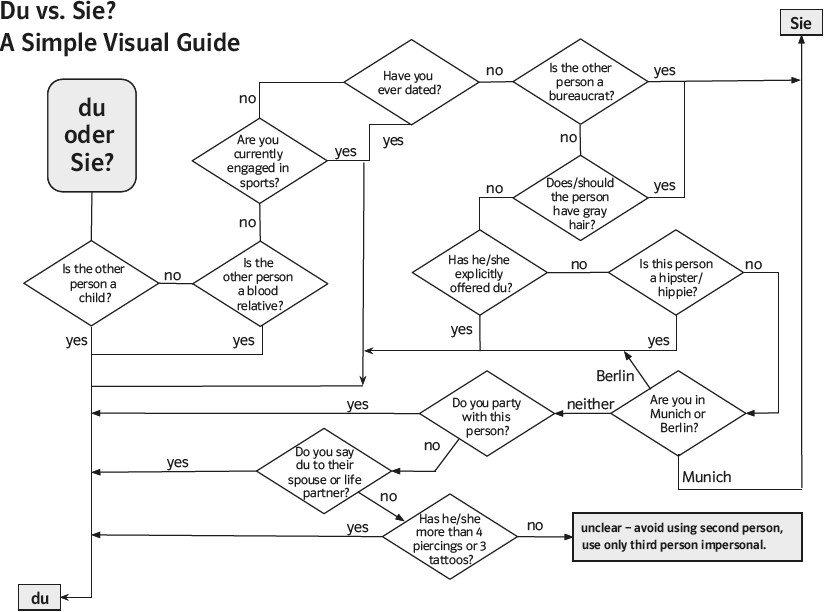 Du vs. Sie?
A Simple Visual Guide
Sie
du
oder
Sie?
Have you
ever dated?
no
Is the other
person a
bureaucrat?
yes
no
yes
no
Are you
currently
engaged in
sports?
yes
Does/should
the person
have gray
hair?
no
yes
no
Is the other
person a
child?
no
Is the
other person
a blood
relative?
yes
yes
Has he/she
explicitly
offered du?
no
Is this person
a hipster/
hippie?
no
yes
yes
Berlin
Are you in
Munich or
Berlin?
neither
Munich
Do you party
with this
person?
yes
no
Do you say
du to their
spouse or life
partner?
yes
no
Has he/she
more than 4
piercings or 3
tattoos?
yes
no
unclear – avoid using second person,
use only third person impersonal.
du